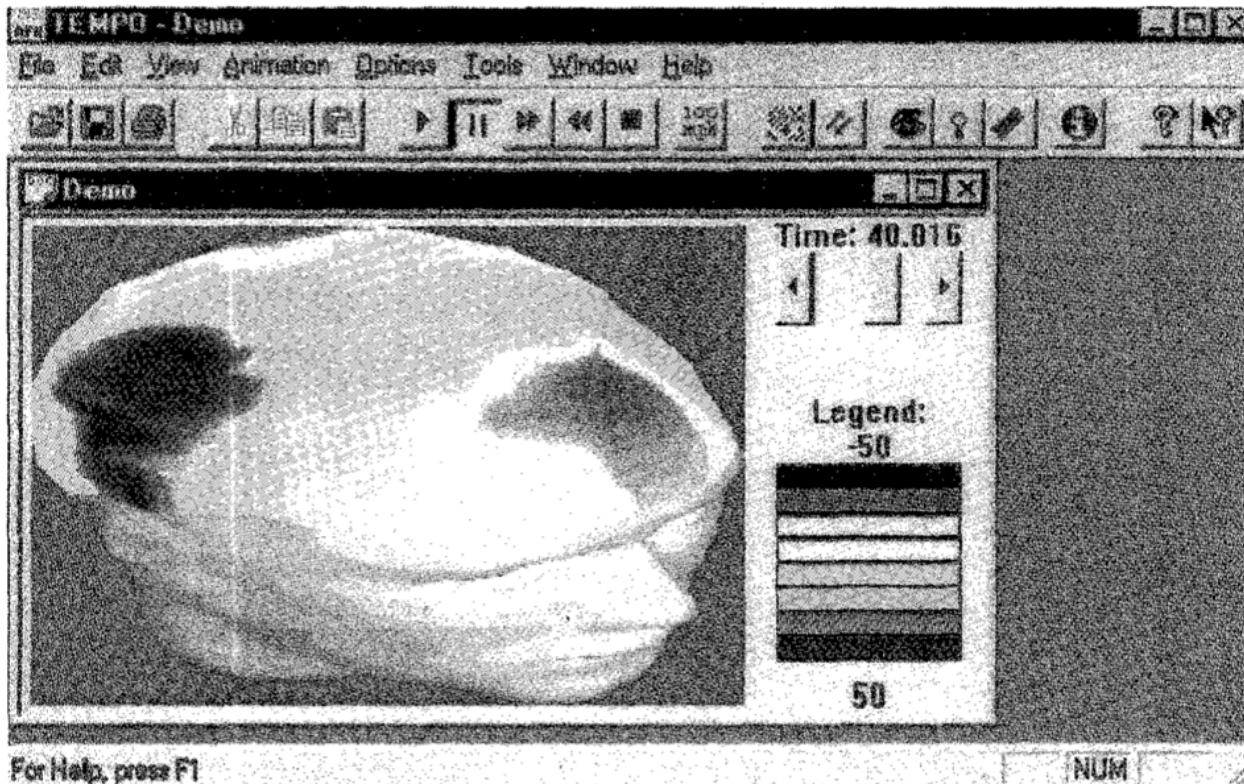 TEMPO - Demo
File Edit View Animation Options Tools Window Help
100
Demo
Time: 40.016
Legend:
-50
50
For Help, press F1
NUM